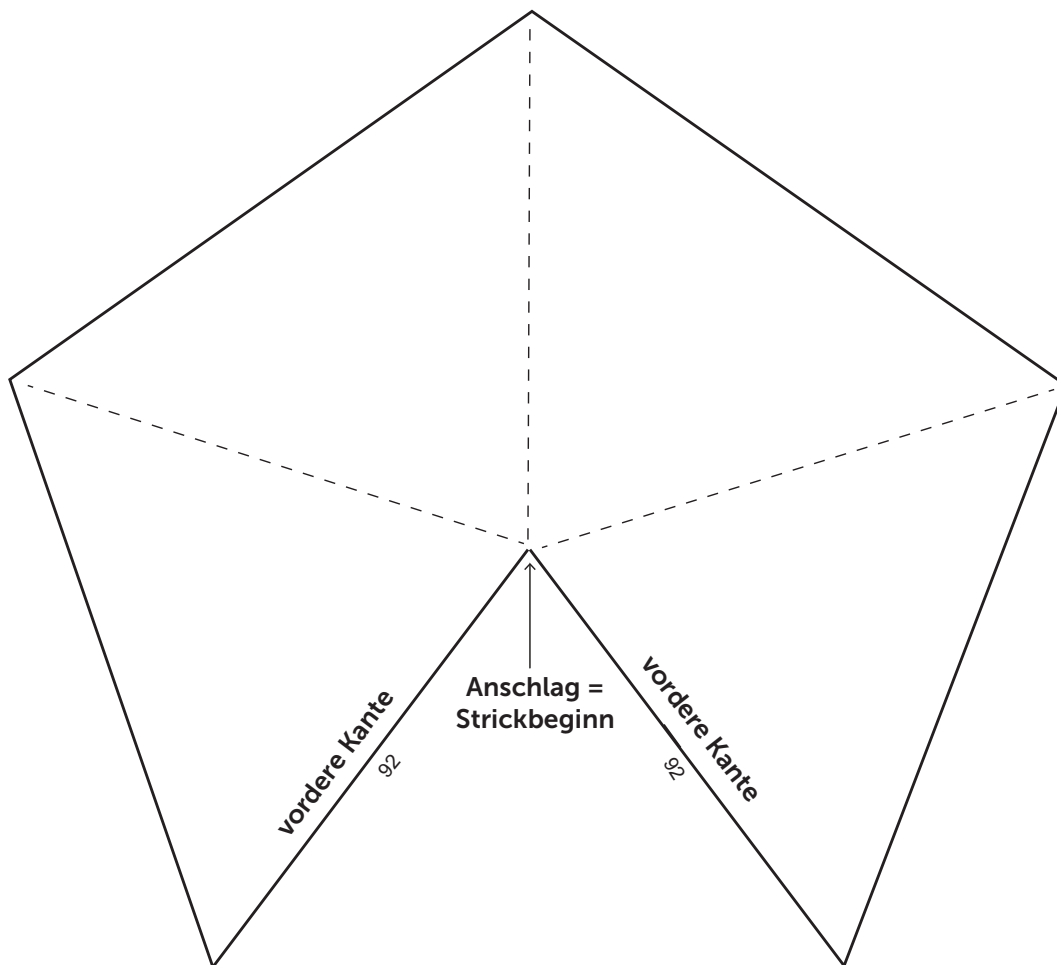 Anschlag =
Strickbeginn
vordere Kante
92
vordere Kante
92